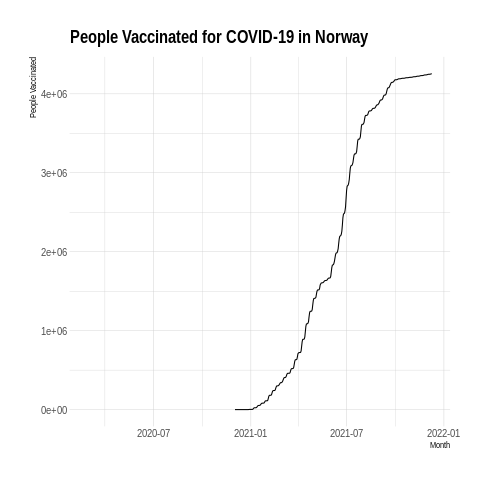 People Vaccinated for COVID-19 in Norway
People Vaccinated
4e+06
3e+06
2e+06
1e+06
0e+00
2020-07 2021-01 2021-07 2022-01
Month